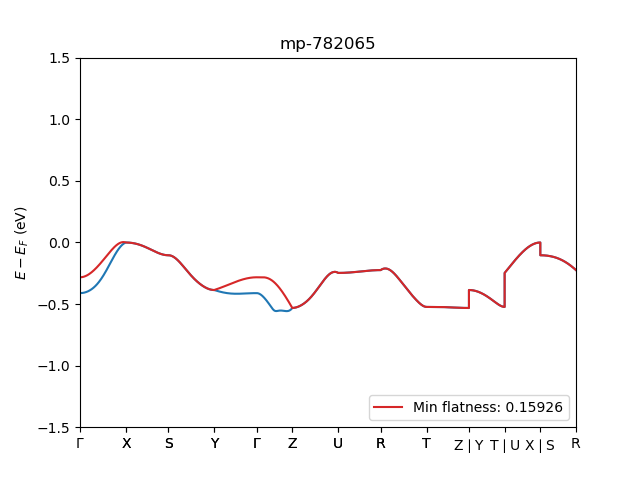 mp-782065
E − E_F (eV)
1.5
1.0
0.5
0.0
−0.5
−1.0
−1.5
Min flatness: 0.15926
Γ X S Y Γ Z U R T Z | Y T | U X | S R